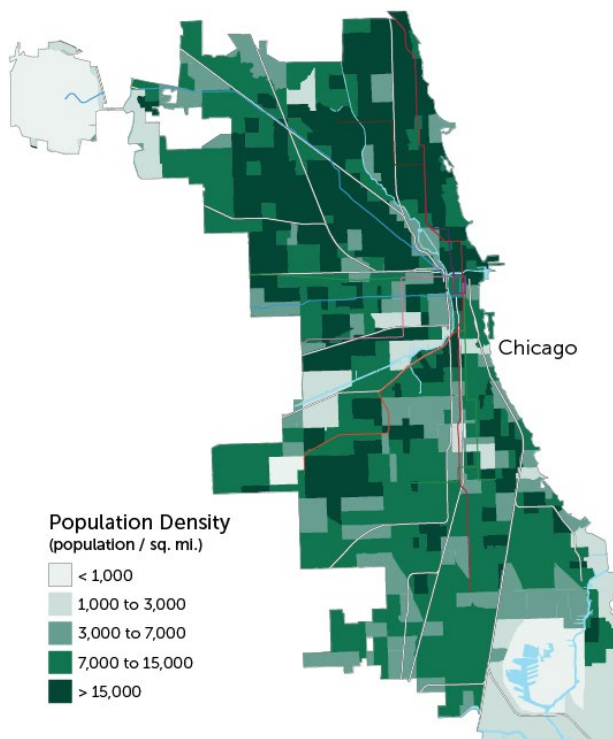 Chicago
Population Density
(population / sq. mi.)
< 1,000
1,000 to 3,000
3,000 to 7,000
7,000 to 15,000
> 15,000